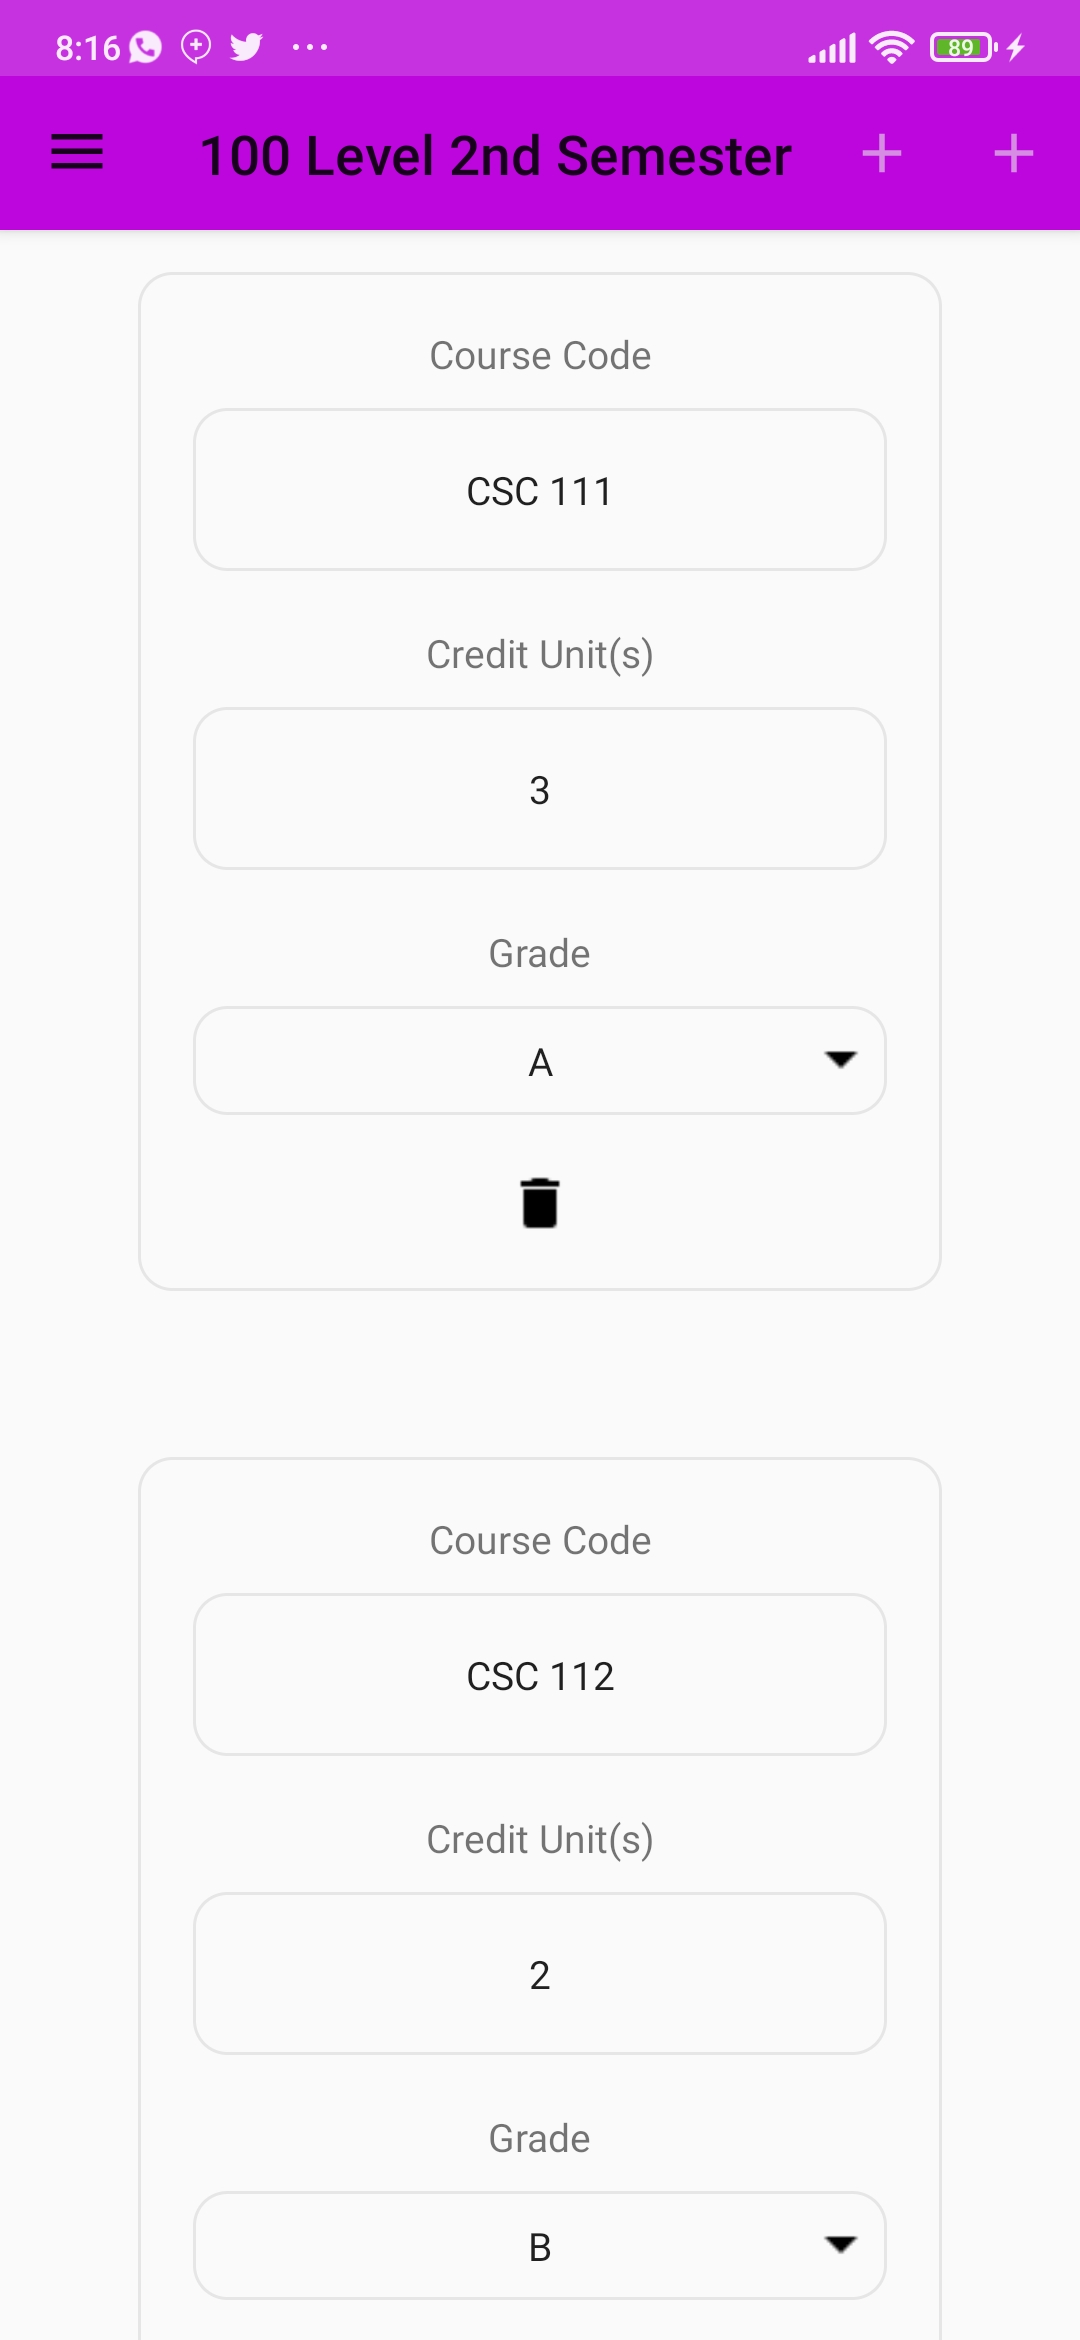 8:16 89
100 Level 2nd Semester
Course Code
CSC 111
Credit Unit(s)
3
Grade
A
Course Code
CSC 112
Credit Unit(s)
2
Grade
B